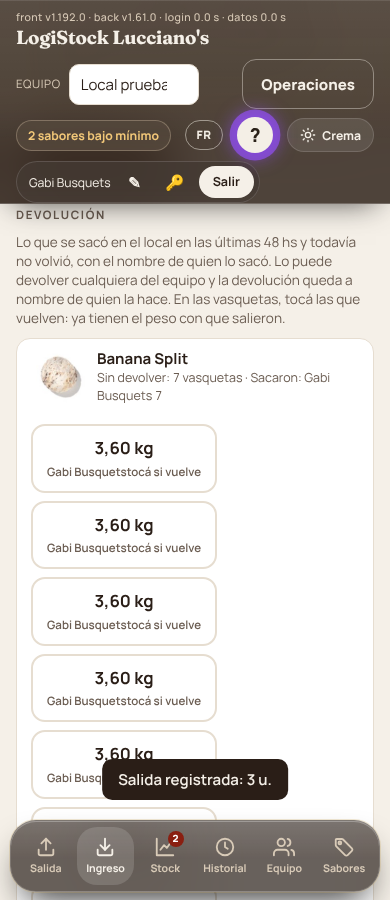 front v1.192.0 · back v1.61.0 · login 0.0 s · datos 0.0 s
LogiStock Lucciano's
EQUIPO
Local prueba
Operaciones
2 sabores bajo mínimo
FR
?
Crema
Gabi Busquets
Salir
DEVOLUCIÓN
Lo que se sacó en el local en las últimas 48 hs y todavía
no volvió, con el nombre de quien lo sacó. Lo puede
devolver cualquiera del equipo y la devolución queda a
nombre de quien la hace. En las vasquetas, tocá las que
vuelven: ya tienen el peso con que salieron.
Banana Split
Sin devolver: 7 vasquetas · Sacaron: Gabi
Busquets 7
3,60 kg
Gabi Busquetstocá si vuelve
3,60 kg
Gabi Busquetstocá si vuelve
3,60 kg
Gabi Busquetstocá si vuelve
3,60 kg
Gabi Busquetstocá si vuelve
3,60 kg
Gabi Busq
Salida registrada: 3 u.
2
Salida
Ingreso
Stock
Historial
Equipo
Sabores